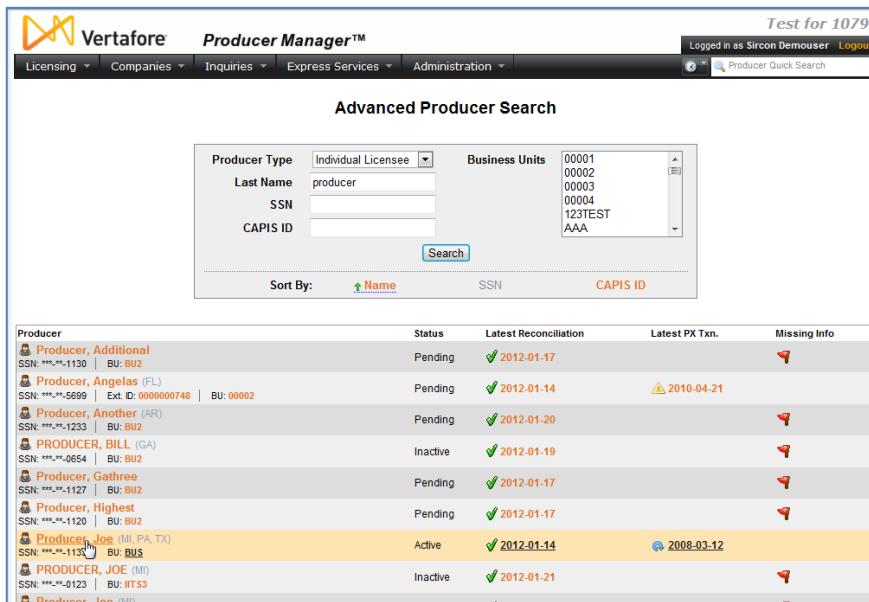 Test for 1079
Vertafore Producer Manager™
Logged in as Sircon Demouser Logou
Licensing Companies Inquiries Express Services Administration Producer Quick Search
Advanced Producer Search
Producer Type Individual Licensee Business Units 00001
00002
Last Name producer 00003
SSN 00004
123TEST
CAPIS ID AAA
Search
Sort By: Name SSN CAPIS ID
Producer Status Latest Reconciliation Latest PX Txn. Missing Info
Producer, Additional
SSN: ***-**-1130 | BU: BU2 Pending 2012-01-17
Producer, Angelas (FL)
SSN: ***-**-5699 | Ext. ID: 0000000748 | BU: 00002 Pending 2012-01-14 2010-04-21
Producer, Another (AR)
SSN: ***-**-1233 | BU: BU2 Pending 2012-01-20
PRODUCER, BILL (GA)
SSN: ***-**-0654 | BU: BU2 Inactive 2012-01-19
Producer, Gathree
SSN: ***-**-1127 | BU: BU2 Pending 2012-01-17
Producer, Highest
SSN: ***-**-1120 | BU: BU2 Pending 2012-01-17
Producer, Joe (MI, PA, TX)
SSN: ***-**-113 BU: BUS Active 2012-01-14 2008-03-12
PRODUCER, JOE (MI)
SSN: ***-**-0123 | BU: IITS3 Inactive 2012-01-21
Producer, Joe (MI)